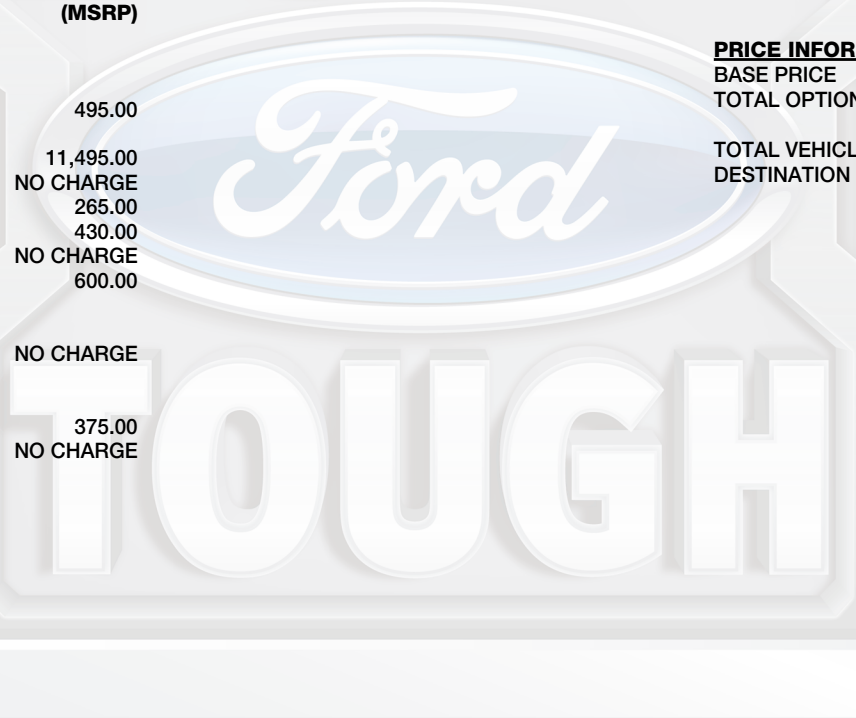 (MSRP)
495.00
11,495.00
NO CHARGE
265.00
430.00
NO CHARGE
600.00
NO CHARGE
375.00
NO CHARGE
PRICE INFOR
BASE PRICE
TOTAL OPTION
TOTAL VEHICL
DESTINATION
Ford
TOUGH